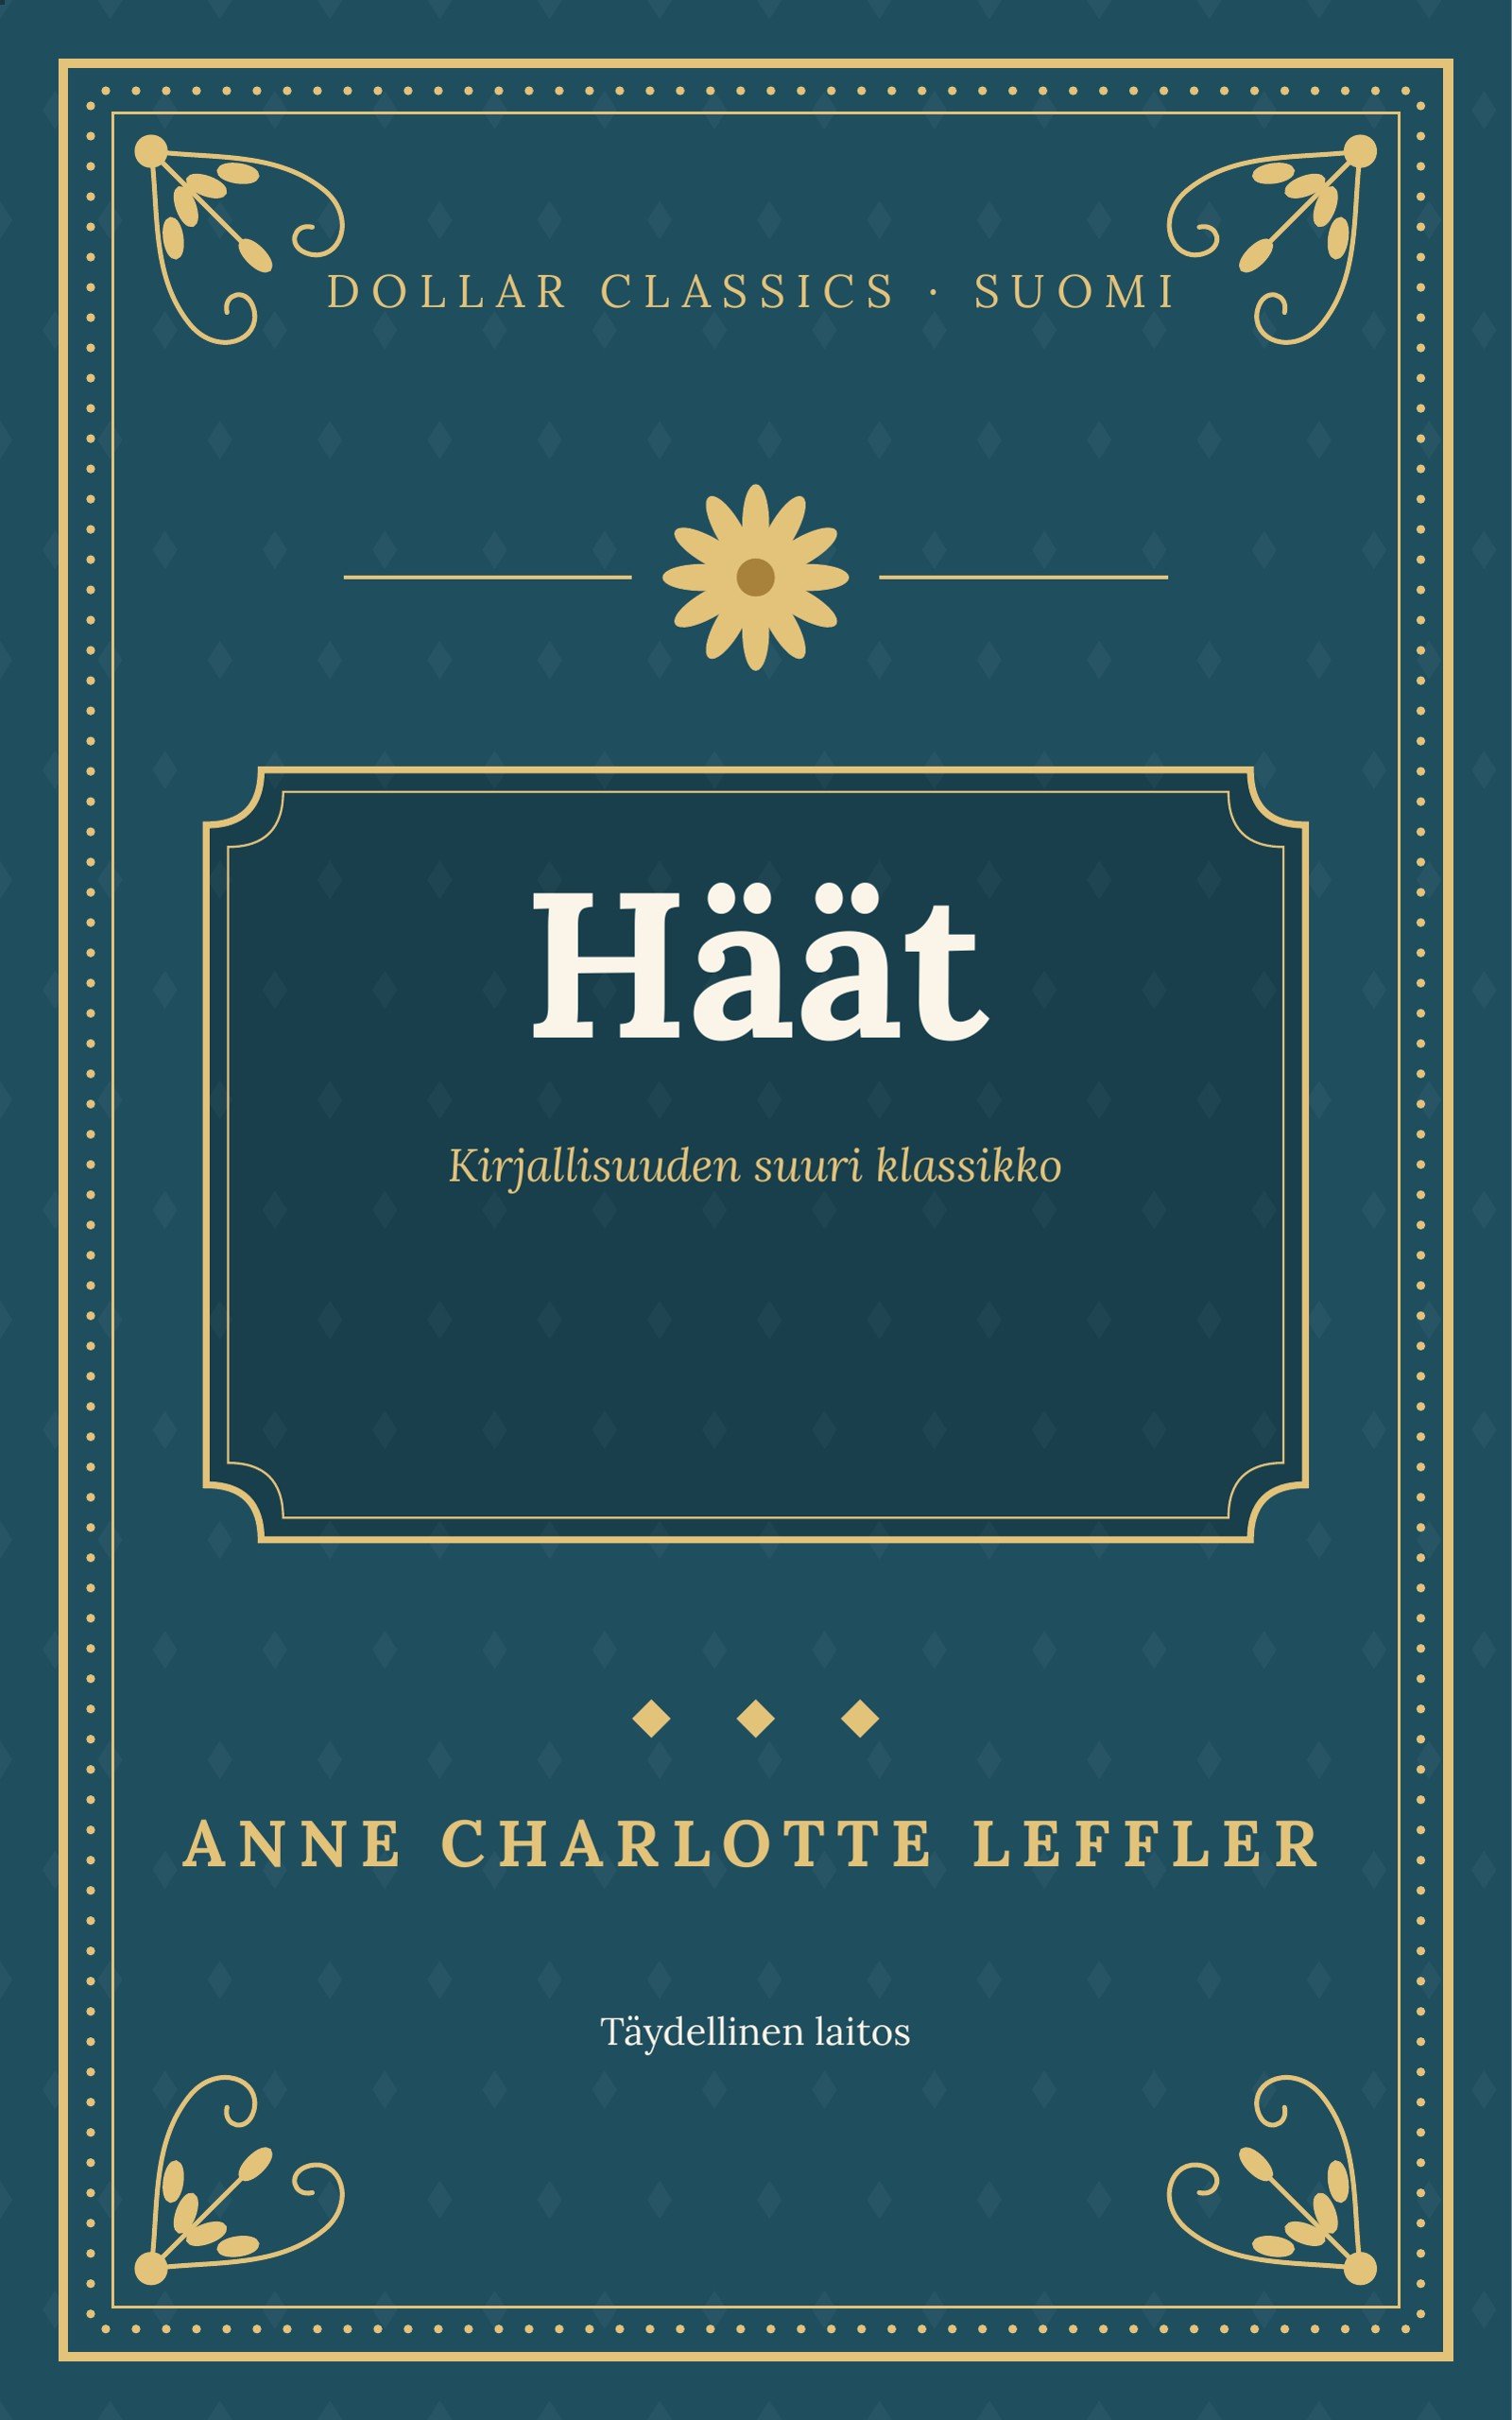 DOLLAR CLASSICS · SUOMI
Häät
Kirjallisuuden suuri klassikko
ANNE CHARLOTTE LEFFLER
Täydellinen laitos